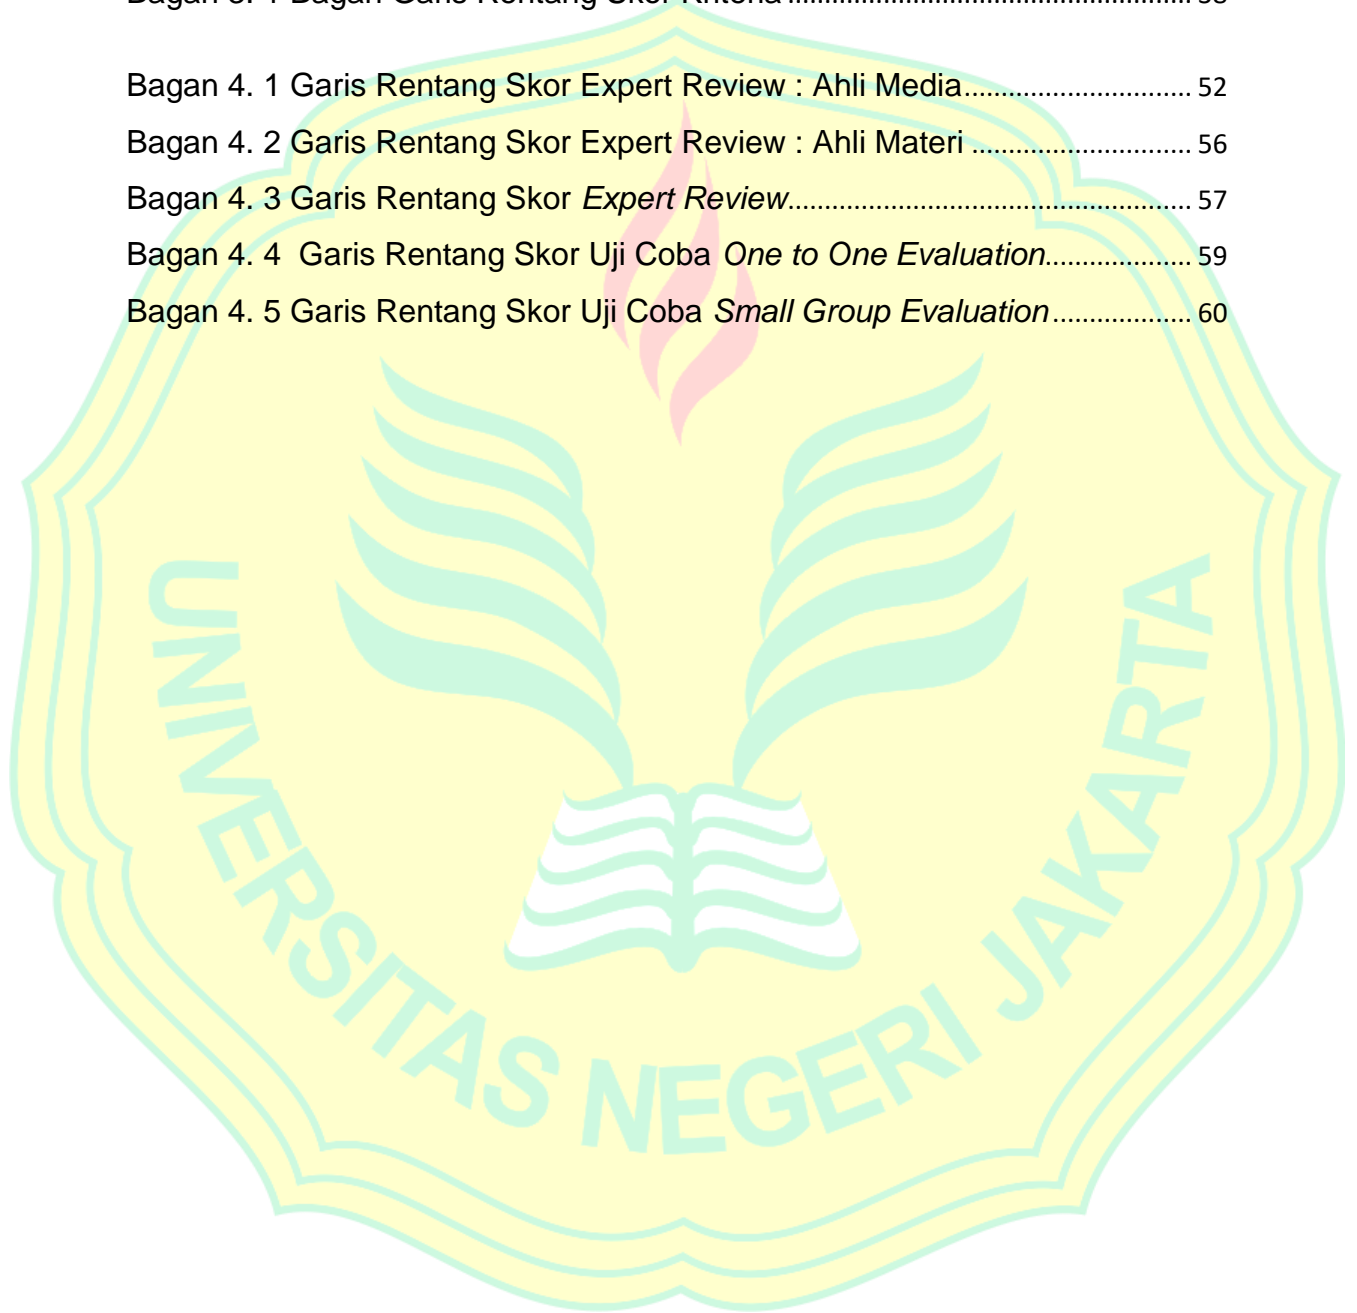 Bagan 4. 1 Garis Rentang Skor Expert Review : Ahli Media............................... 52
Bagan 4. 2 Garis Rentang Skor Expert Review : Ahli Materi .............................. 56
Bagan 4. 3 Garis Rentang Skor Expert Review....................................................... 57
Bagan 4. 4  Garis Rentang Skor Uji Coba One to One Evaluation.................... 59
Bagan 4. 5 Garis Rentang Skor Uji Coba Small Group Evaluation................... 60
UNIVERSITAS NEGERI JAKARTA